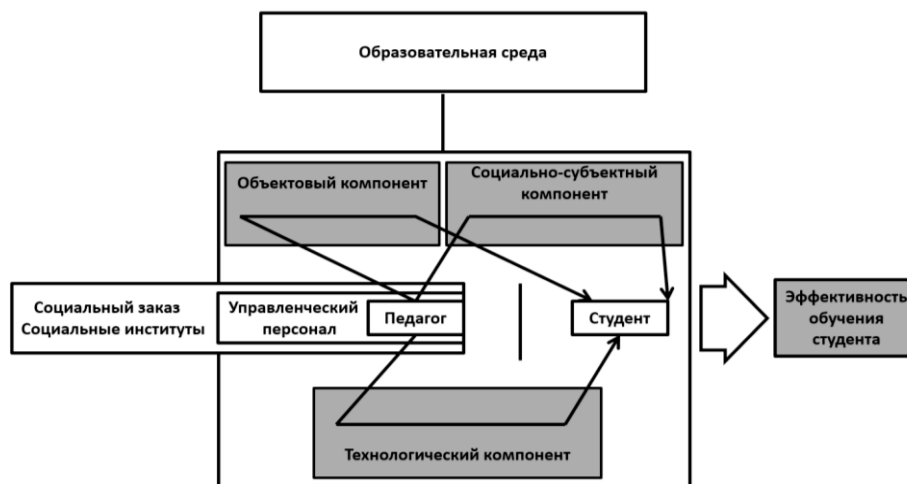 Образовательная среда
Объектовый компонент
Социально-субъектный
компонент
Социальный заказ
Социальные институты
Управленческий
персонал
Педагог
Студент
Эффективность
обучения
студента
Технологический компонент